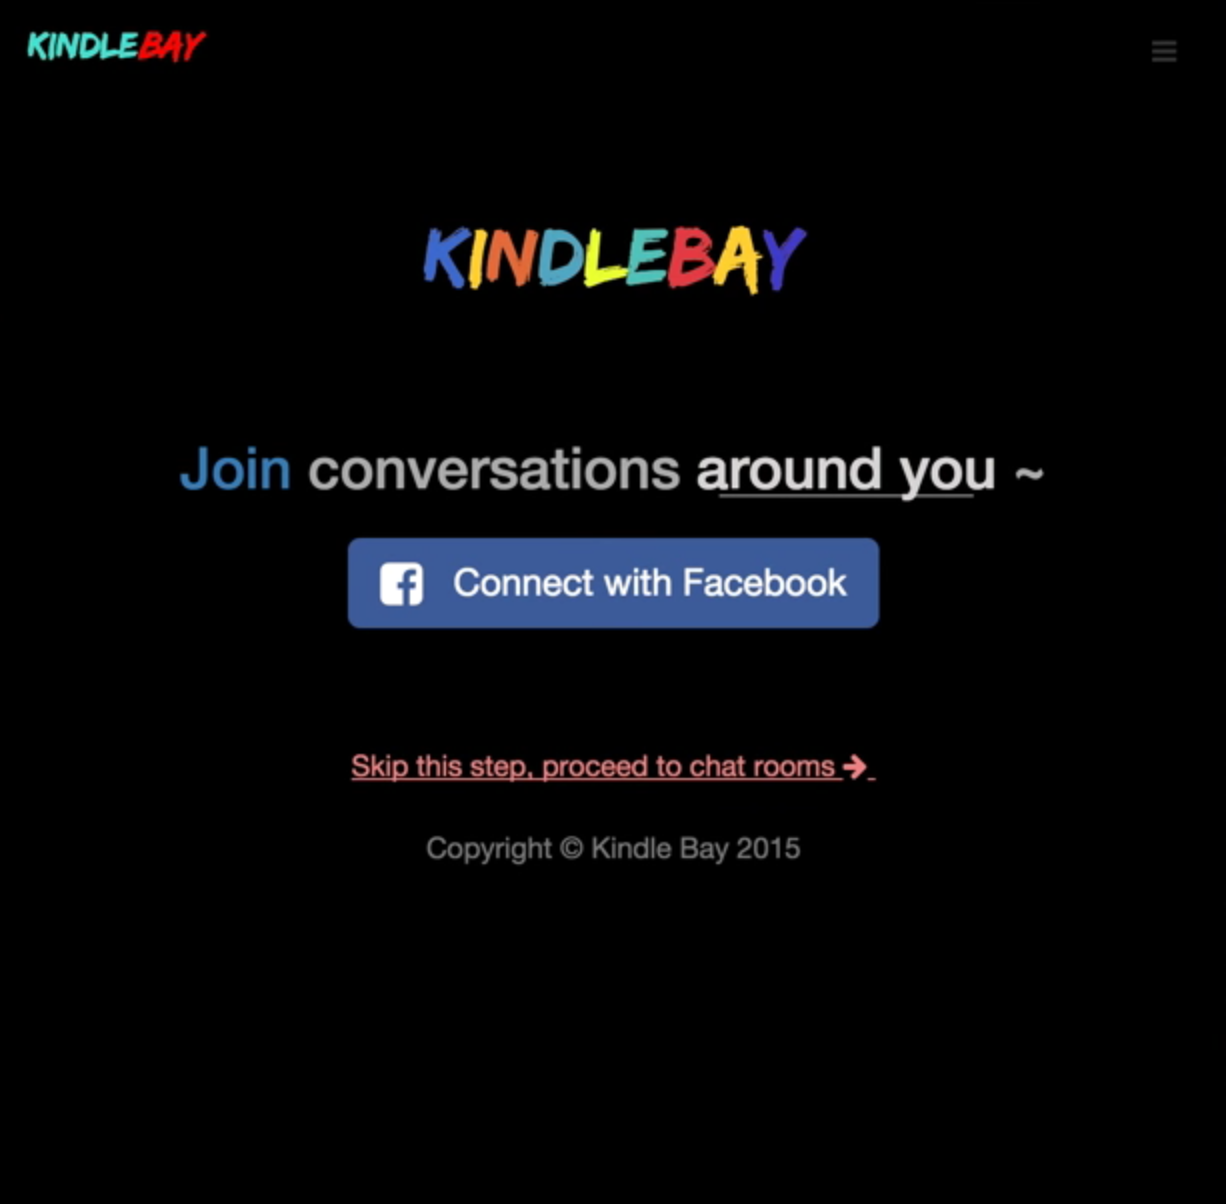 KINDLEBAY
KINDLEBAY
Join conversations around you ~
Connect with Facebook
Skip this step, proceed to chat rooms
Copyright © Kindle Bay 2015